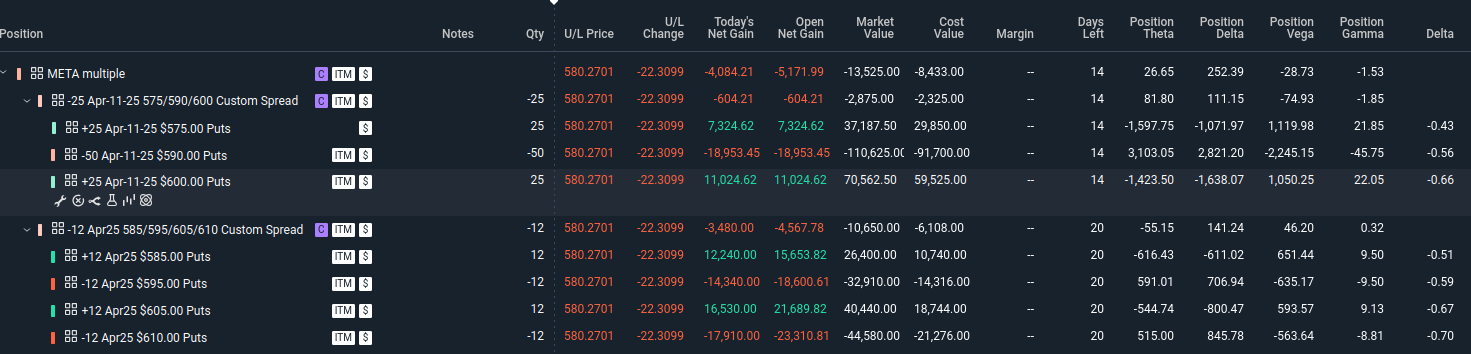 Position Notes Qty U/L Price U/L Change Today's Net Gain Open Net Gain Market Value Cost Value Margin Days Left Position Theta Position Delta Position Vega Position Gamma Delta
META multiple C ITM $ 580.2701 -22.3099 -4,084.21 -5,171.99 -13,525.00 -8,433.00 -- 14 26.65 252.39 -28.73 -1.53
-25 Apr-11-25 575/590/600 Custom Spread C ITM $ -25 580.2701 -22.3099 -604.21 -604.21 -2,875.00 -2,325.00 -- 14 81.80 111.15 -74.93 -1.85
+25 Apr-11-25 $575.00 Puts $ 25 580.2701 -22.3099 7,324.62 7,324.62 37,187.50 29,850.00 -- 14 -1,597.75 -1,071.97 1,119.98 21.85 -0.43
-50 Apr-11-25 $590.00 Puts ITM $ -50 580.2701 -22.3099 -18,953.45 -18,953.45 -110,625.00 -91,700.00 -- 14 3,103.05 2,821.20 -2,245.15 -45.75 -0.56
+25 Apr-11-25 $600.00 Puts ITM $ 25 580.2701 -22.3099 11,024.62 11,024.62 70,562.50 59,525.00 -- 14 -1,423.50 -1,638.07 1,050.25 22.05 -0.66
-12 Apr25 585/595/605/610 Custom Spread C ITM $ -12 580.2701 -22.3099 -3,480.00 -4,567.78 -10,650.00 -6,108.00 -- 20 -55.15 141.24 46.20 0.32
+12 Apr25 $585.00 Puts ITM $ 12 580.2701 -22.3099 12,240.00 15,653.82 26,400.00 10,740.00 -- 20 -616.43 -611.02 651.44 9.50 -0.51
-12 Apr25 $595.00 Puts ITM $ -12 580.2701 -22.3099 -14,340.00 -18,600.61 -32,910.00 -14,316.00 -- 20 591.01 706.94 -635.17 -9.50 -0.59
+12 Apr25 $605.00 Puts ITM $ 12 580.2701 -22.3099 16,530.00 21,689.82 40,440.00 18,744.00 -- 20 -544.74 -800.47 593.57 9.13 -0.67
-12 Apr25 $610.00 Puts ITM $ -12 580.2701 -22.3099 -17,910.00 -23,310.81 -44,580.00 -21,276.00 -- 20 515.00 845.78 -563.64 -8.81 -0.70